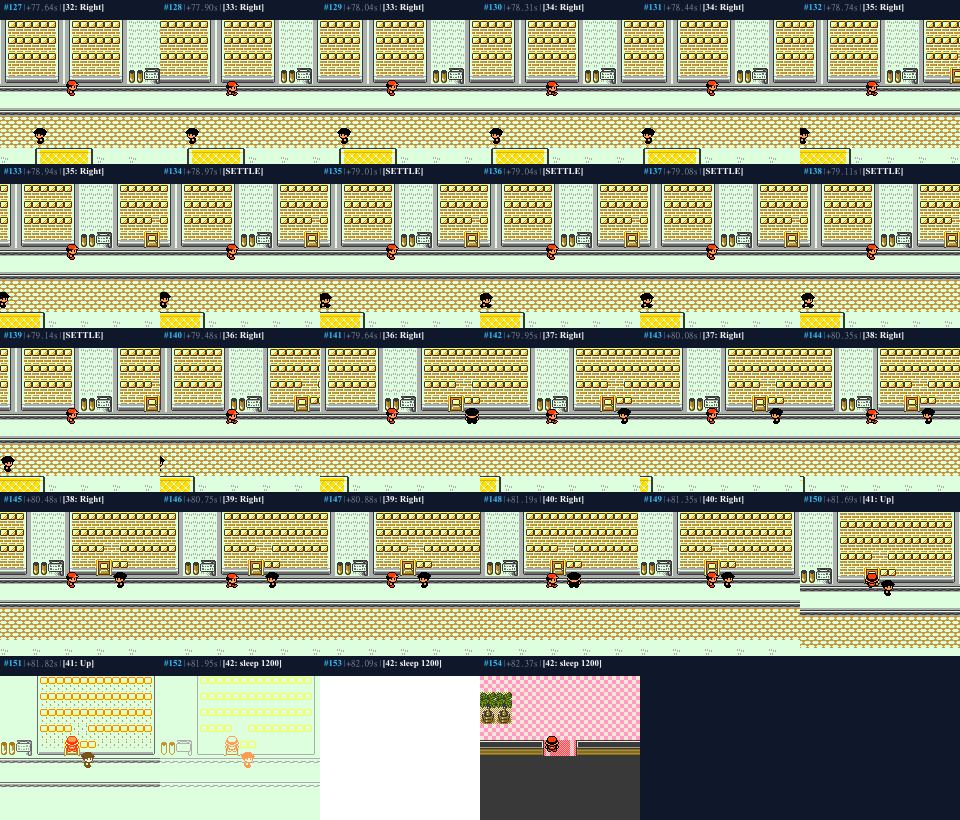 #127|+77.64s|[32: Right]
#128|+77.90s|[33: Right]
#129|+78.04s|[33: Right]
#130|+78.31s|[34: Right]
#131|+78.44s|[34: Right]
#132|+78.74s|[35: Right]
#133|+78.94s|[35: Right]
#134|+78.97s|[SETTLE]
#135|+79.01s|[SETTLE]
#136|+79.04s|[SETTLE]
#137|+79.08s|[SETTLE]
#138|+79.11s|[SETTLE]
#139|+79.14s|[SETTLE]
#140|+79.48s|[36: Right]
#141|+79.64s|[36: Right]
#142|+79.95s|[37: Right]
#143|+80.08s|[37: Right]
#144|+80.35s|[38: Right]
#145|+80.48s|[38: Right]
#146|+80.75s|[39: Right]
#147|+80.88s|[39: Right]
#148|+81.19s|[40: Right]
#149|+81.35s|[40: Right]
#150|+81.69s|[41: Up]
#151|+81.82s|[41: Up]
#152|+81.95s|[42: sleep 1200]
#153|+82.09s|[42: sleep 1200]
#154|+82.37s|[42: sleep 1200]